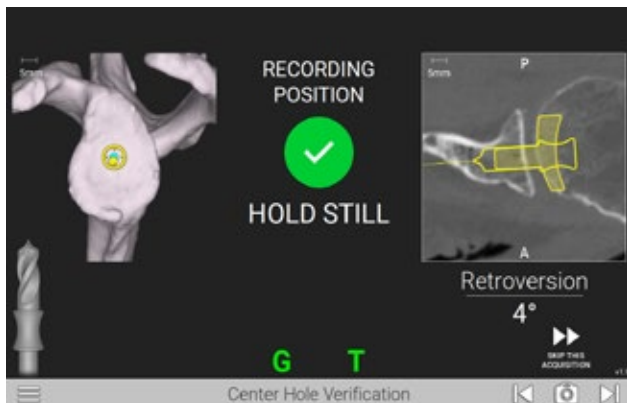 5mm
RECORDING
POSITION
HOLD STILL
5mm
P
A
Retroversion
4°
SKIP THIS
ACQUISITION
G T
Center Hole Verification